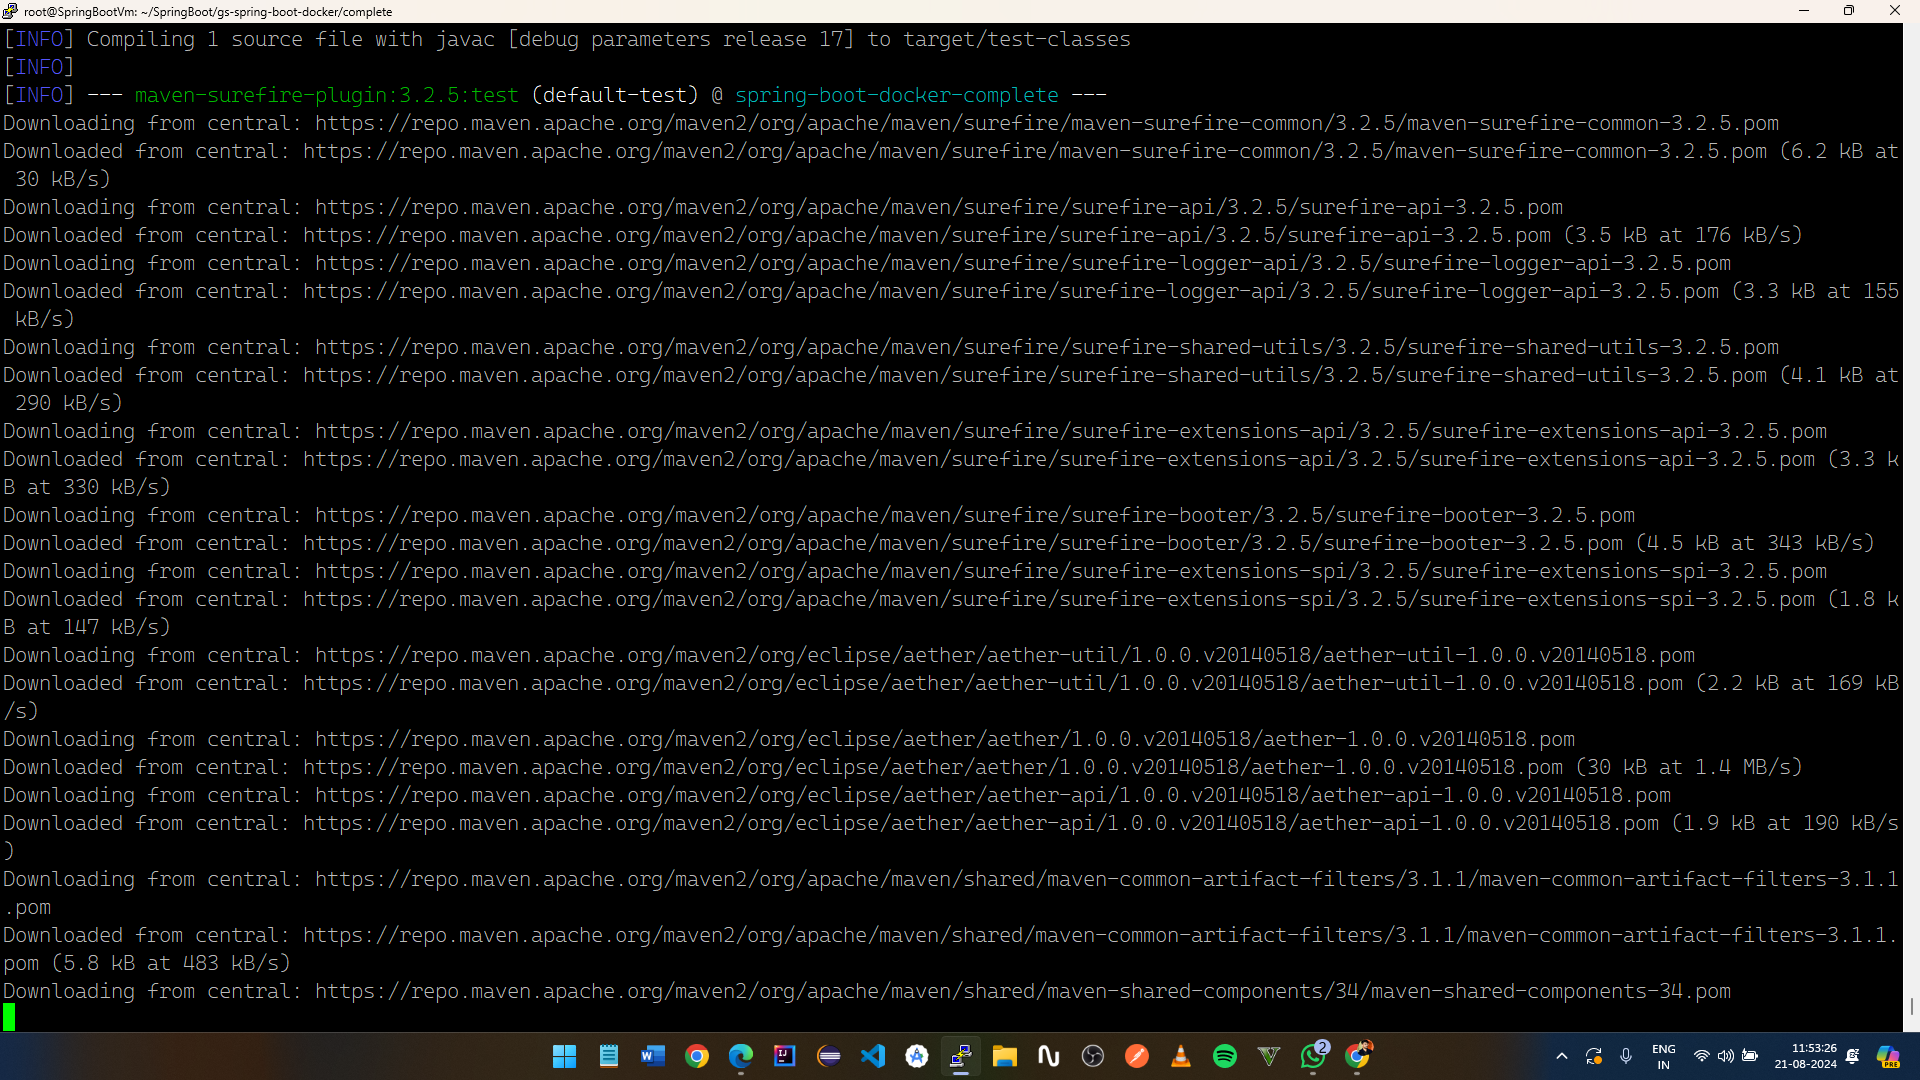 root@SpringBootVm: ~/SpringBoot/gs-spring-boot-docker/complete
[INFO] Compiling 1 source file with javac [debug parameters release 17] to target/test-classes
[INFO]
[INFO] --- maven-surefire-plugin:3.2.5:test (default-test) @ spring-boot-docker-complete ---
Downloading from central: https://repo.maven.apache.org/maven2/org/apache/maven/surefire/maven-surefire-common/3.2.5/maven-surefire-common-3.2.5.pom
Downloaded from central: https://repo.maven.apache.org/maven2/org/apache/maven/surefire/maven-surefire-common/3.2.5/maven-surefire-common-3.2.5.pom (6.2 kB at
 30 kB/s)
Downloading from central: https://repo.maven.apache.org/maven2/org/apache/maven/surefire/surefire-api/3.2.5/surefire-api-3.2.5.pom
Downloaded from central: https://repo.maven.apache.org/maven2/org/apache/maven/surefire/surefire-api/3.2.5/surefire-api-3.2.5.pom (3.5 kB at 176 kB/s)
Downloading from central: https://repo.maven.apache.org/maven2/org/apache/maven/surefire/surefire-logger-api/3.2.5/surefire-logger-api-3.2.5.pom
Downloaded from central: https://repo.maven.apache.org/maven2/org/apache/maven/surefire/surefire-logger-api/3.2.5/surefire-logger-api-3.2.5.pom (3.3 kB at 155
 kB/s)
Downloading from central: https://repo.maven.apache.org/maven2/org/apache/maven/surefire/surefire-shared-utils/3.2.5/surefire-shared-utils-3.2.5.pom
Downloaded from central: https://repo.maven.apache.org/maven2/org/apache/maven/surefire/surefire-shared-utils/3.2.5/surefire-shared-utils-3.2.5.pom (4.1 kB at
 290 kB/s)
Downloading from central: https://repo.maven.apache.org/maven2/org/apache/maven/surefire/surefire-extensions-api/3.2.5/surefire-extensions-api-3.2.5.pom
Downloaded from central: https://repo.maven.apache.org/maven2/org/apache/maven/surefire/surefire-extensions-api/3.2.5/surefire-extensions-api-3.2.5.pom (3.3 k
B at 330 kB/s)
Downloading from central: https://repo.maven.apache.org/maven2/org/apache/maven/surefire/surefire-booter/3.2.5/surefire-booter-3.2.5.pom
Downloaded from central: https://repo.maven.apache.org/maven2/org/apache/maven/surefire/surefire-booter/3.2.5/surefire-booter-3.2.5.pom (4.5 kB at 343 kB/s)
Downloading from central: https://repo.maven.apache.org/maven2/org/apache/maven/surefire/surefire-extensions-spi/3.2.5/surefire-extensions-spi-3.2.5.pom
Downloaded from central: https://repo.maven.apache.org/maven2/org/apache/maven/surefire/surefire-extensions-spi/3.2.5/surefire-extensions-spi-3.2.5.pom (1.8 k
B at 147 kB/s)
Downloading from central: https://repo.maven.apache.org/maven2/org/eclipse/aether/aether-util/1.0.0.v20140518/aether-util-1.0.0.v20140518.pom
Downloaded from central: https://repo.maven.apache.org/maven2/org/eclipse/aether/aether-util/1.0.0.v20140518/aether-util-1.0.0.v20140518.pom (2.2 kB at 169 kB
/s)
Downloading from central: https://repo.maven.apache.org/maven2/org/eclipse/aether/aether/1.0.0.v20140518/aether-1.0.0.v20140518.pom
Downloaded from central: https://repo.maven.apache.org/maven2/org/eclipse/aether/aether/1.0.0.v20140518/aether-1.0.0.v20140518.pom (30 kB at 1.4 MB/s)
Downloading from central: https://repo.maven.apache.org/maven2/org/eclipse/aether/aether-api/1.0.0.v20140518/aether-api-1.0.0.v20140518.pom
Downloaded from central: https://repo.maven.apache.org/maven2/org/eclipse/aether/aether-api/1.0.0.v20140518/aether-api-1.0.0.v20140518.pom (1.9 kB at 190 kB/s
)
Downloading from central: https://repo.maven.apache.org/maven2/org/apache/maven/shared/maven-common-artifact-filters/3.1.1/maven-common-artifact-filters-3.1.1
.pom
Downloaded from central: https://repo.maven.apache.org/maven2/org/apache/maven/shared/maven-common-artifact-filters/3.1.1/maven-common-artifact-filters-3.1.1.
pom (5.8 kB at 483 kB/s)
Downloading from central: https://repo.maven.apache.org/maven2/org/apache/maven/shared/maven-shared-components/34/maven-shared-components-34.pom
2
ENG
IN
11:53:26
21-08-2024
PRE